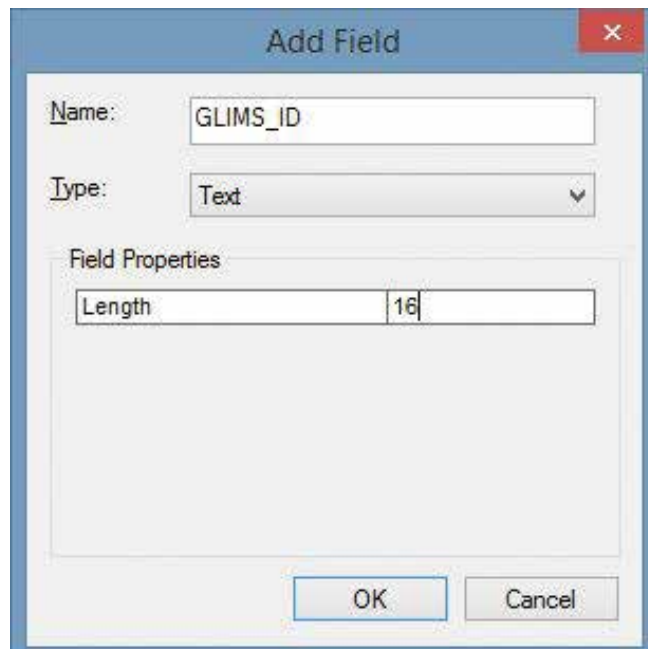 Add Field
Name: GLIMS_ID
Type: Text
Field Properties
Length 16
OK Cancel